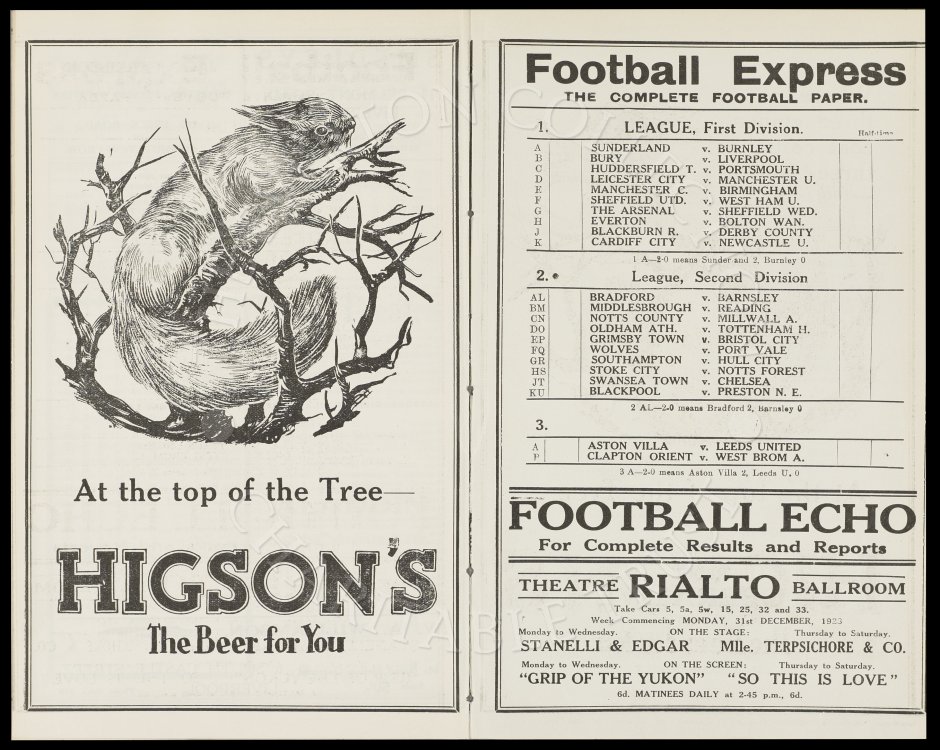 At the top of the Tree—
HIGSON'S
The Beer for You
Football Express
THE COMPLETE FOOTBALL PAPER.
1. LEAGUE, First Division. Half-time
A SUNDERLAND v. BURNLEY
B BURY v. LIVERPOOL
C HUDDERSFIELD T. v. PORTSMOUTH
D LEICESTER CITY v. MANCHESTER U.
E MANCHESTER C. v. BIRMINGHAM
F SHEFFIELD UTD. v. WEST HAM U.
G THE ARSENAL v. SHEFFIELD WED.
H EVERTON v. BOLTON WAN.
J BLACKBURN R. v. DERBY COUNTY
K CARDIFF CITY v. NEWCASTLE U.
1 A—2-0 means Sunder and 2, Burnley 0
2. League, Second Division
AL BRADFORD v. BARNSLEY
BM MIDDLESBROUGH v. READING
CN NOTTS COUNTY v. MILLWALL A.
DO OLDHAM ATH. v. TOTTENHAM H.
EP GRIMSBY TOWN v. BRISTOL CITY
FQ WOLVES v. PORT VALE
GR SOUTHAMPTON v. HULL CITY
HS STOKE CITY v. NOTTS FOREST
JT SWANSEA TOWN v. CHELSEA
KU BLACKPOOL v. PRESTON N. E.
2 AL—2-0 means Bradford 2, Barnsley 0
3.
A ASTON VILLA v. LEEDS UNITED
CLAPTON ORIENT v. WEST BROM A.
3 A—2-0 means Aston Villa 2, Leeds U. 0
FOOTBALL ECHO
For Complete Results and Reports
THEATRE RIALTO BALLROOM
Take Cars 5, 5a, 5w, 15, 25, 32 and 33.
Week Commencing MONDAY, 31st DECEMBER, 1923
Monday to Wednesday. ON THE STAGE: Thursday to Saturday.
STANELLI & EDGAR Mlle. TERPSICHORE & CO.
Monday to Wednesday. ON THE SCREEN: Thursday to Saturday.
"GRIP OF THE YUKON" "SO THIS IS LOVE"
6d. MATINEES DAILY at 2-45 p.m., 6d.